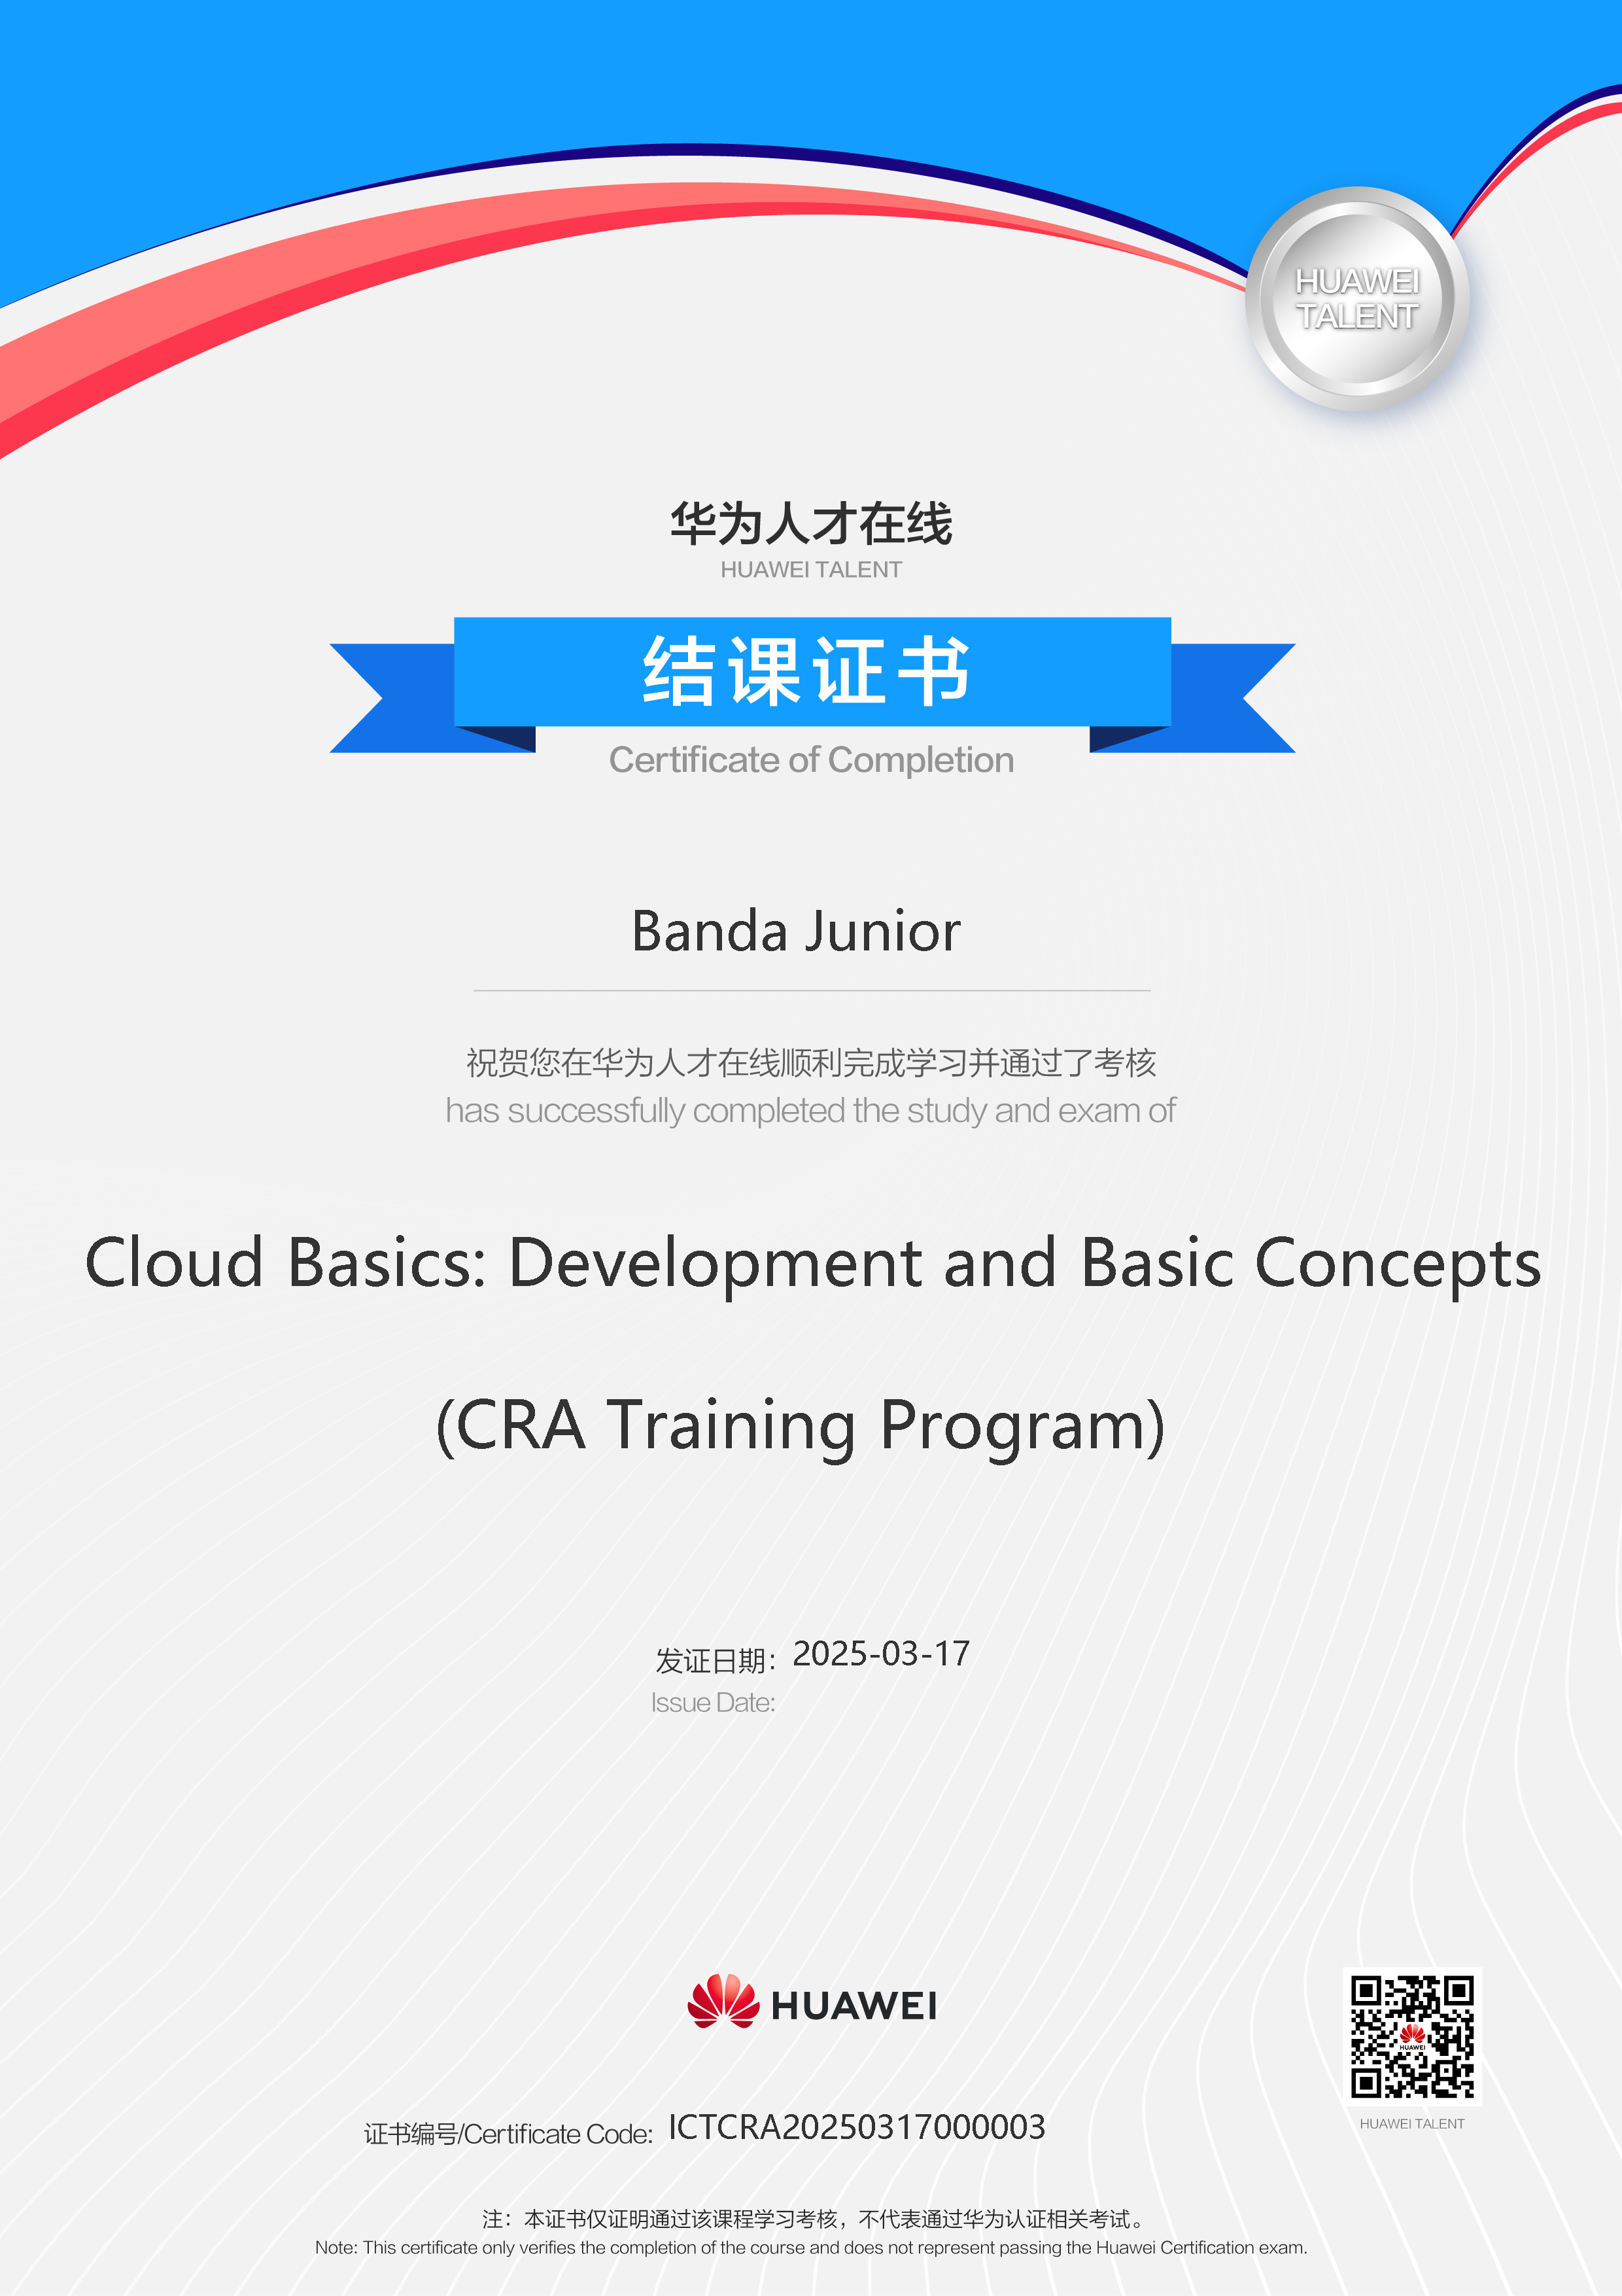 HUAWEI
TALENT
华为人才在线
HUAWEI TALENT
结课证书
Certificate of Completion
Banda Junior
祝贺您在华为人才在线顺利完成学习并通过了考核
has successfully completed the study and exam of
Cloud Basics: Development and Basic Concepts
(CRA Training Program)
发证日期: 2025-03-17
Issue Date:
HUAWEI
HUAWEI
HUAWEI TALENT
证书编号/Certificate Code: ICTCRA20250317000003
注：本证书仅证明通过该课程学习考核，不代表通过华为认证相关考试。
Note: This certificate only verifies the completion of the course and does not represent passing the Huawei Certification exam.